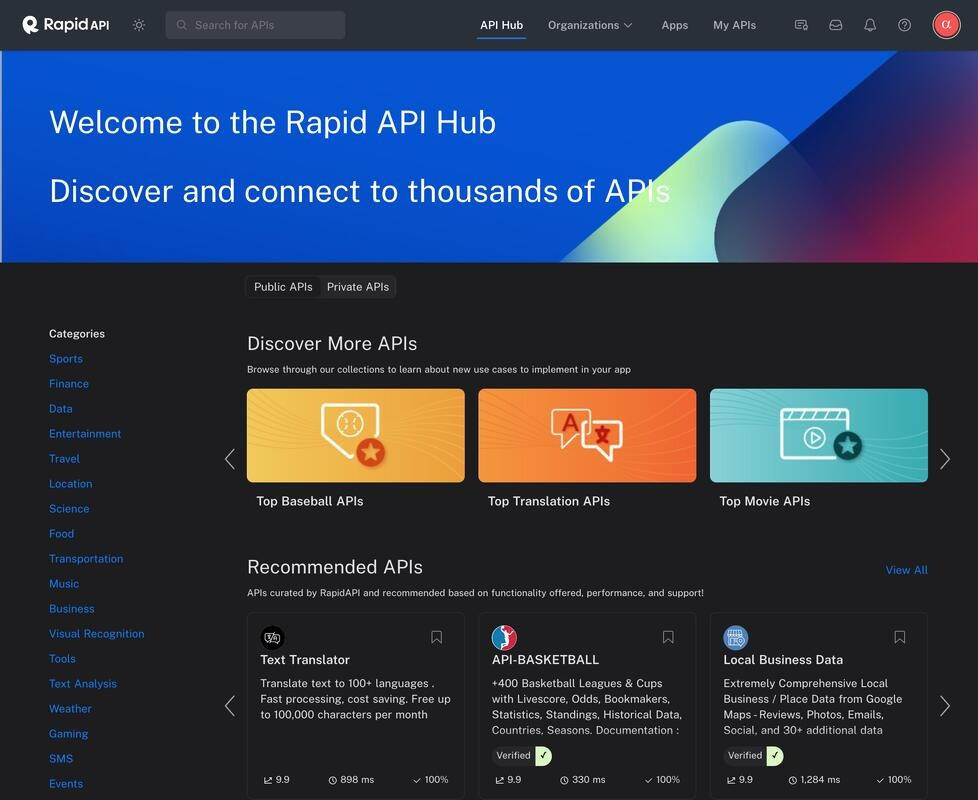 Rapid API
Search for APIs
API Hub
Organizations
Apps
My APIs
α
Welcome to the Rapid API Hub
Discover and connect to thousands of APIs
Public APIs
Private APIs
Categories
Sports
Finance
Data
Entertainment
Travel
Location
Science
Food
Transportation
Music
Business
Visual Recognition
Tools
Text Analysis
Weather
Gaming
SMS
Events
Discover More APIs
Browse through our collections to learn about new use cases to implement in your app
A 文
Top Baseball APIs
Top Translation APIs
Top Movie APIs
Recommended APIs
View All
APIs curated by RapidAPI and recommended based on functionality offered, performance, and support!
Text Translator
Translate text to 100+ languages .
Fast processing, cost saving. Free up
to 100,000 characters per month
9.9
898 ms
100%
API-BASKETBALL
+400 Basketball Leagues & Cups
with Livescore, Odds, Bookmakers,
Statistics, Standings, Historical Data,
Countries, Seasons. Documentation :
Verified
9.9
330 ms
100%
Local Business Data
Extremely Comprehensive Local
Business / Place Data from Google
Maps - Reviews, Photos, Emails,
Social, and 30+ additional data
Verified
9.9
1,284 ms
100%